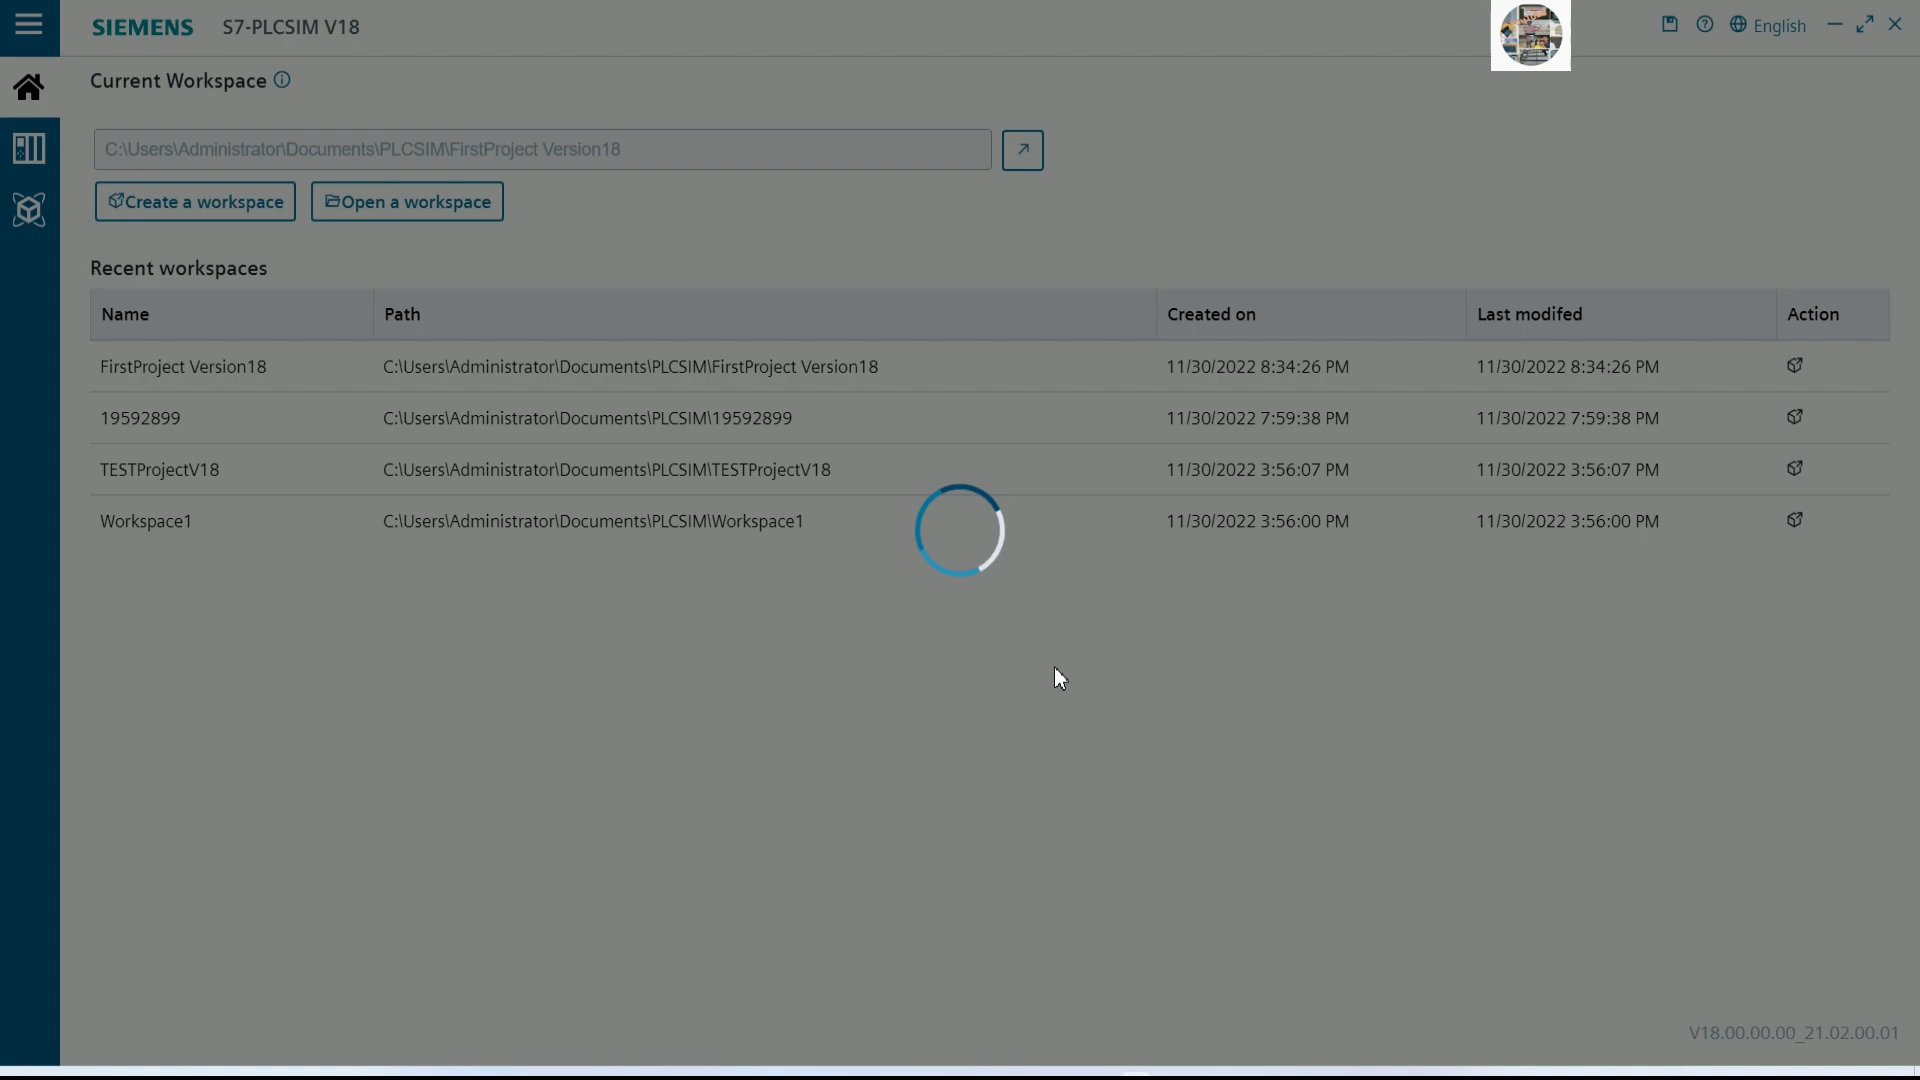 SIEMENS S7-PLCSIM V18 English
Current Workspace
C:\Users\Administrator\Documents\PLCSIM\FirstProject Version18
Create a workspace Open a workspace
Recent workspaces
Name Path Created on Last modifed Action
FirstProject Version18 C:\Users\Administrator\Documents\PLCSIM\FirstProject Version18 11/30/2022 8:34:26 PM 11/30/2022 8:34:26 PM
19592899 C:\Users\Administrator\Documents\PLCSIM\19592899 11/30/2022 7:59:38 PM 11/30/2022 7:59:38 PM
TESTProjectV18 C:\Users\Administrator\Documents\PLCSIM\TESTProjectV18 11/30/2022 3:56:07 PM 11/30/2022 3:56:07 PM
Workspace1 C:\Users\Administrator\Documents\PLCSIM\Workspace1 11/30/2022 3:56:00 PM 11/30/2022 3:56:00 PM
V18.00.00.00_21.02.00.01